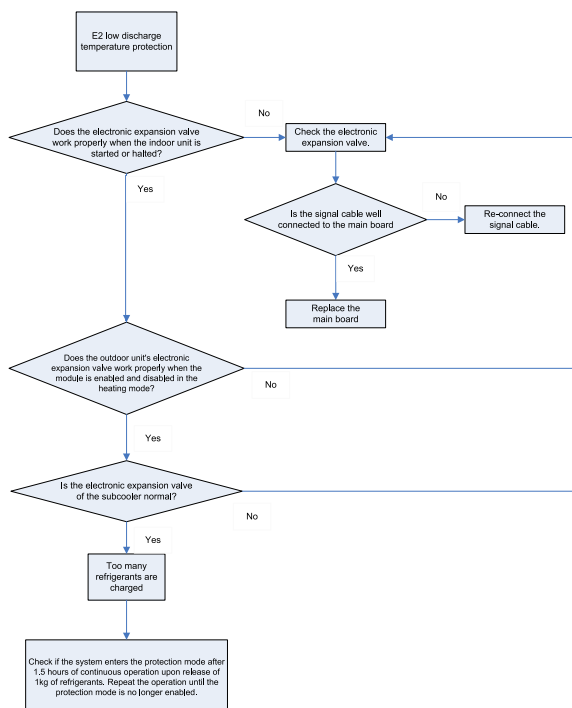 E2 low discharge
temperature protection
No
Does the electronic expansion valve
work properly when the indoor unit is
started or halted?
Check the electronic
expansion valve.
Yes
No
Is the signal cable well
connected to the main board
Re-connect the
signal cable.
Yes
Replace the
main board
Does the outdoor unit's electronic
expansion valve work properly when the
module is enabled and disabled in the
heating mode?
No
Yes
Is the electronic expansion valve
of the subcooler normal?
No
Yes
Too many
refrigerants are
charged
Check if the system enters the protection mode after
1.5 hours of continuous operation upon release of
1kg of refrigerants. Repeat the operation until the
protection mode is no longer enabled.